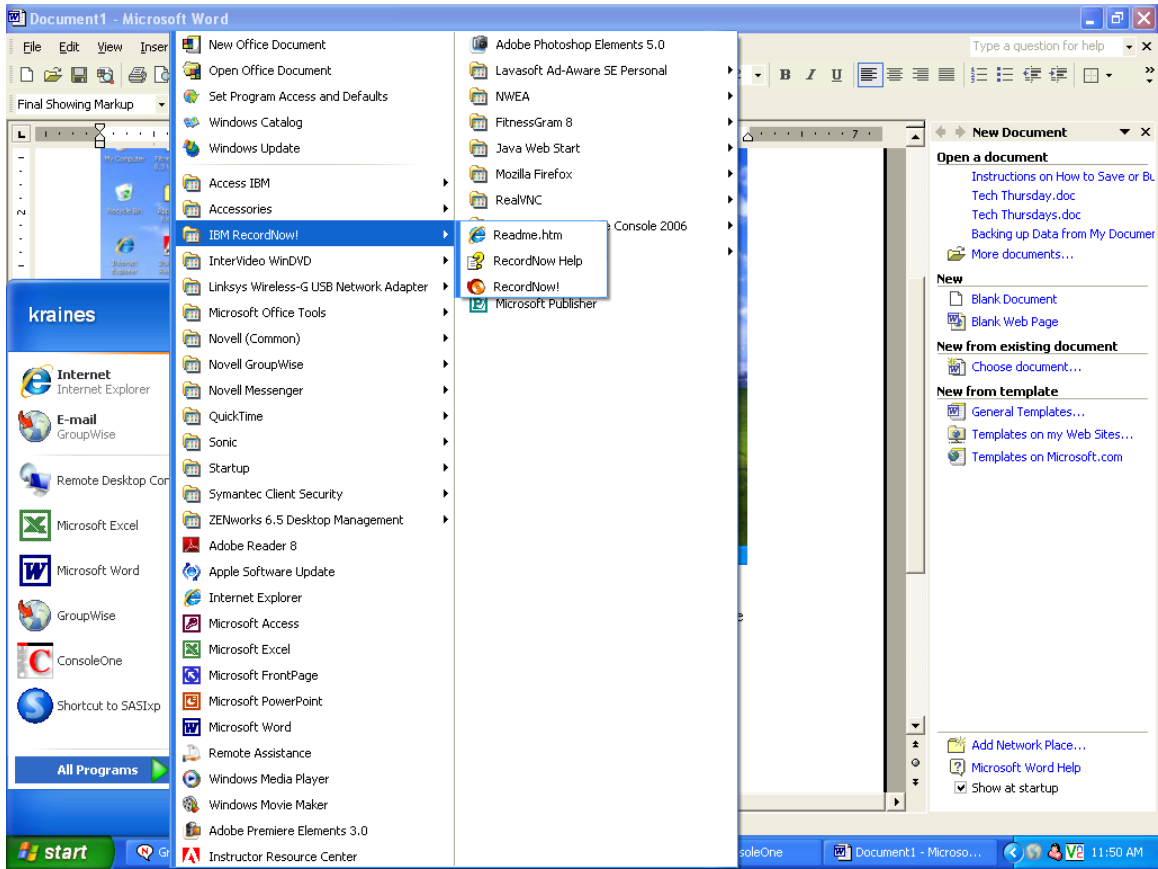 Document1 - Microsoft Word
File Edit View Inser
Type a question for help
B I U
Final Showing Markup
7
My Computer
Recycle Bin
Internet
Explorer
kraines
Internet
Internet Explorer
E-mail
GroupWise
Remote Desktop Con
Microsoft Excel
Microsoft Word
GroupWise
ConsoleOne
Shortcut to SASIxp
All Programs
New Office Document
Open Office Document
Set Program Access and Defaults
Windows Catalog
Windows Update
Access IBM
Accessories
IBM RecordNow!
InterVideo WinDVD
Linksys Wireless-G USB Network Adapter
Microsoft Office Tools
Novell (Common)
Novell GroupWise
Novell Messenger
QuickTime
Sonic
Startup
Symantec Client Security
ZENworks 6.5 Desktop Management
Adobe Reader 8
Apple Software Update
Internet Explorer
Microsoft Access
Microsoft Excel
Microsoft FrontPage
Microsoft PowerPoint
Microsoft Word
Remote Assistance
Windows Media Player
Windows Movie Maker
Adobe Premiere Elements 3.0
Instructor Resource Center
Adobe Photoshop Elements 5.0
Lavasoft Ad-Aware SE Personal
NWEA
FitnessGram 8
Java Web Start
Mozilla Firefox
RealVNC
e Console 2006
Microsoft Publisher
Readme.htm
RecordNow Help
RecordNow!
New Document
Open a document
Instructions on How to Save or Bu
Tech Thursday.doc
Tech Thursdays.doc
Backing up Data from My Documen
More documents...
New
Blank Document
Blank Web Page
New from existing document
Choose document...
New from template
General Templates...
Templates on my Web Sites...
Templates on Microsoft.com
Add Network Place...
Microsoft Word Help
Show at startup
start
Gr
soleOne
Document1 - Microso...
11:50 AM